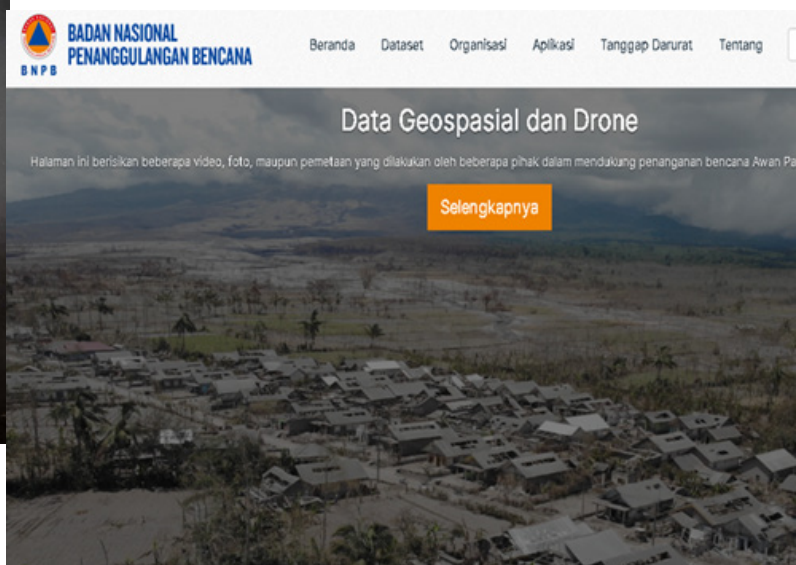 BADAN NASIONAL
PENANGGULANGAN BENCANA
BNPB
Beranda Dataset Organisasi Aplikasi Tanggap Darurat Tentang
Data Geospasial dan Drone
Halaman ini berisikan beberapa video, foto, maupun pemetaan yang dilakukan oleh beberapa pihak dalam mendukung penanganan bencana Awan Pa
Selengkapnya